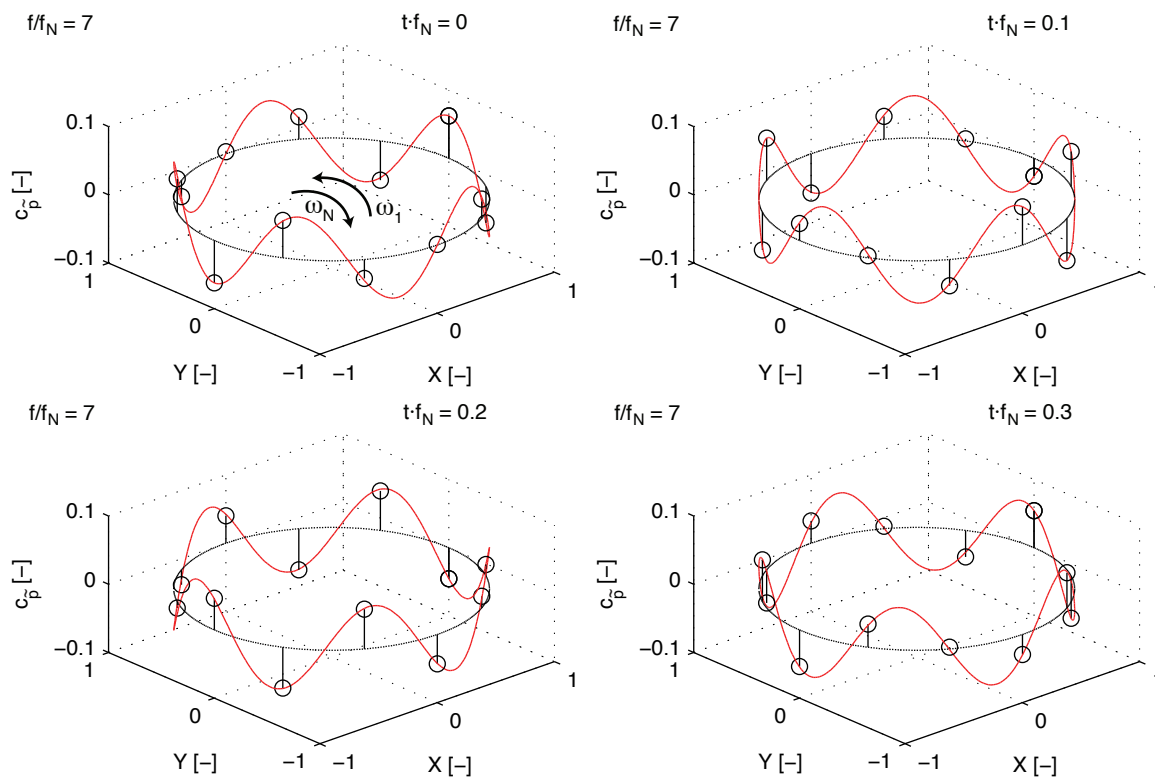 f/f_N = 7
t·f_N = 0
0.1
0
−0.1
c_p̃ [−]
ω_N
ω_1
1
0
−1
Y [−]
−1
0
1
X [−]
f/f_N = 7
t·f_N = 0.1
0.1
0
−0.1
c_p̃ [−]
1
0
−1
Y [−]
−1
0
1
X [−]
f/f_N = 7
t·f_N = 0.2
0.1
0
−0.1
c_p̃ [−]
1
0
−1
Y [−]
−1
0
1
X [−]
f/f_N = 7
t·f_N = 0.3
0.1
0
−0.1
c_p̃ [−]
1
0
−1
Y [−]
−1
0
X [−]